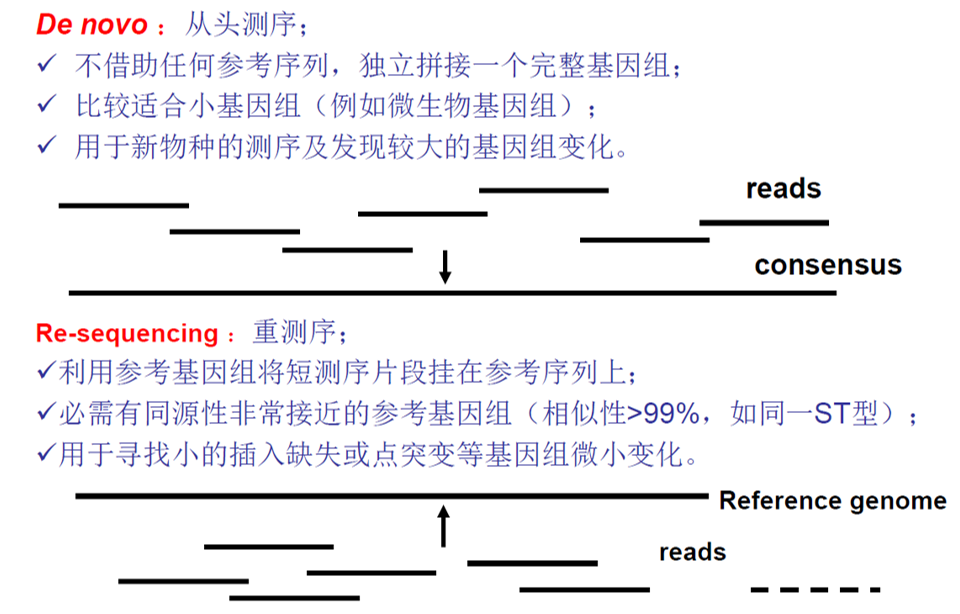 De novo：从头测序；
✓ 不借助任何参考序列，独立拼接一个完整基因组；
✓ 比较适合小基因组（例如微生物基因组）；
✓ 用于新物种的测序及发现较大的基因组变化。
reads
consensus
Re-sequencing：重测序；
✓利用参考基因组将短测序片段挂在参考序列上；
✓必需有同源性非常接近的参考基因组（相似性>99%，如同一ST型）；
✓用于寻找小的插入缺失或点突变等基因组微小变化。
Reference genome
reads